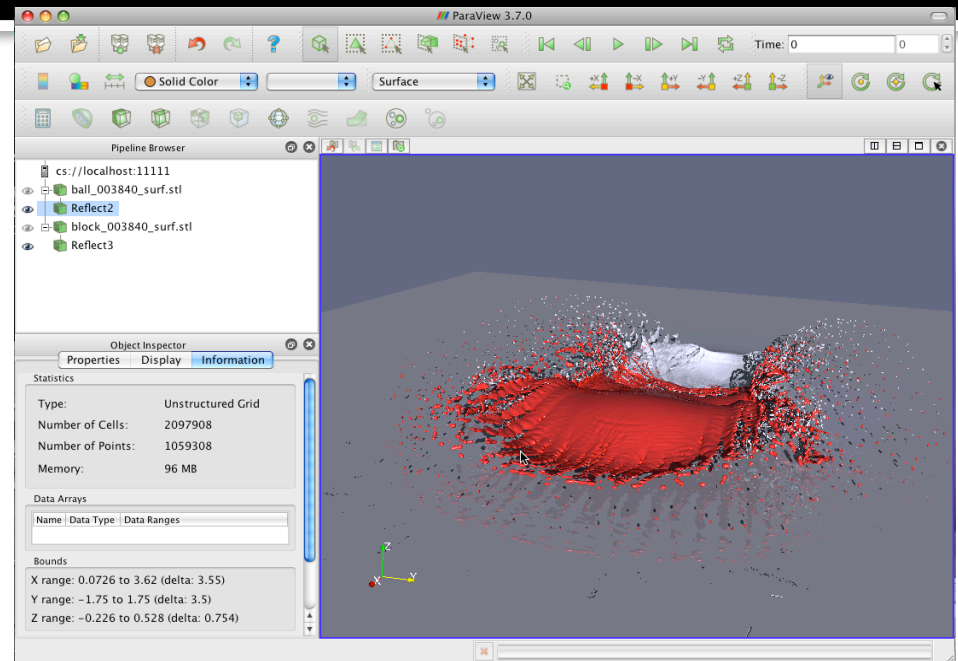 ParaView 3.7.0
Time: 0 0
Solid Color Surface
+X -X +Y -Y +Z -Z
Pipeline Browser
cs://localhost:11111
ball_003840_surf.stl
Reflect2
block_003840_surf.stl
Reflect3
Object Inspector
Properties Display Information
Statistics
Type: Unstructured Grid
Number of Cells: 2097908
Number of Points: 1059308
Memory: 96 MB
Data Arrays
Name Data Type Data Ranges
Bounds
X range: 0.0726 to 3.62 (delta: 3.55)
Y range: -1.75 to 1.75 (delta: 3.5)
Z range: -0.226 to 0.528 (delta: 0.754)
Z
X Y